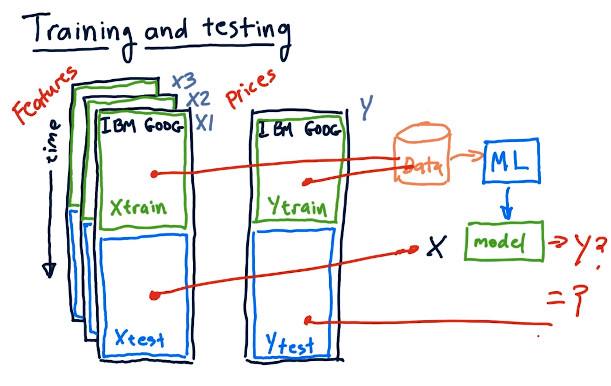 Training and testing
Features
time
X3
X2
X1
IBM GOOG
Xtrain
Xtest
Prices
Y
IBM GOOG
Ytrain
Ytest
Data
ML
X
model
Y?
= ?